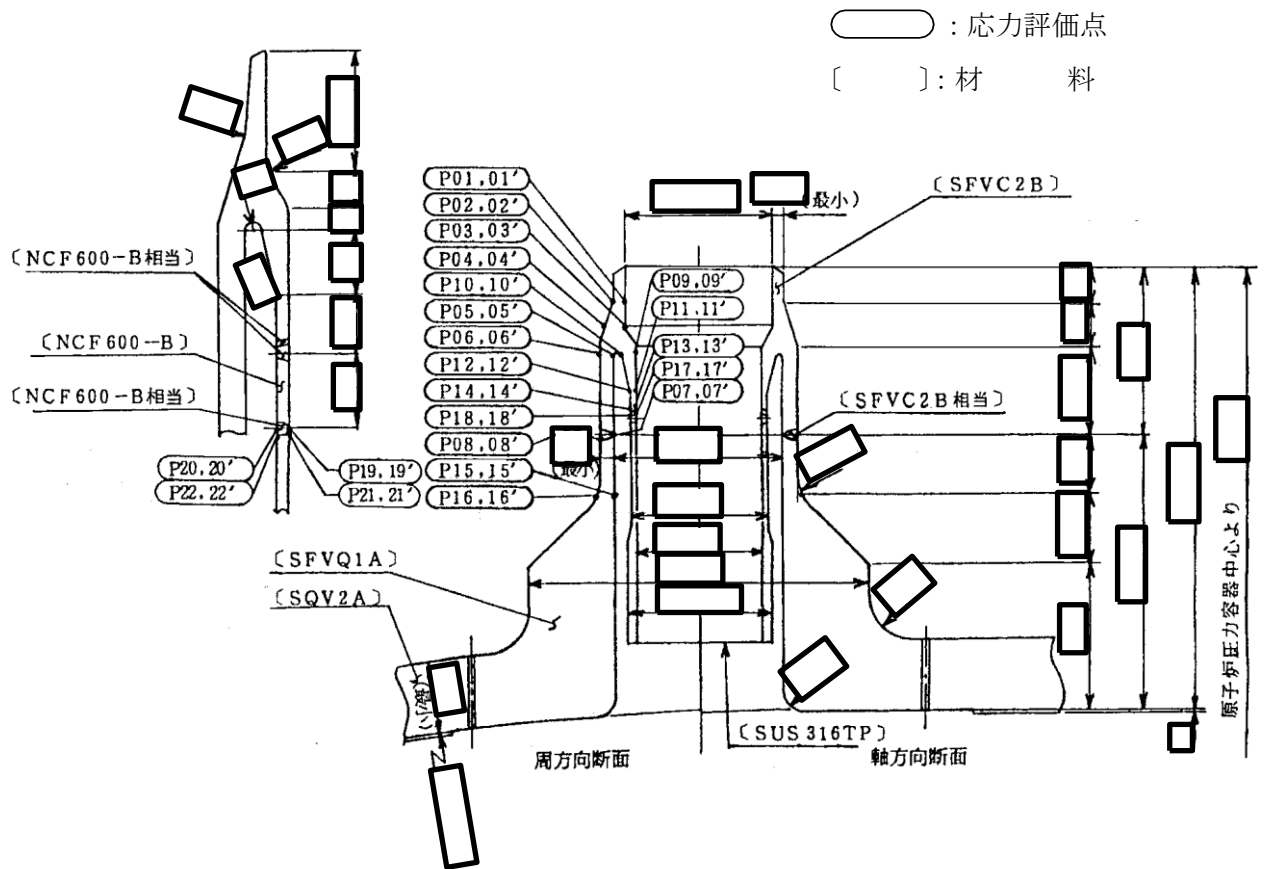 ：応力評価点
〔　　〕：材　　料
P01,01′
P02,02′
P03,03′
P04,04′
P10,10′
P05,05′
P06,06′
P12,12′
P14,14′
P18,18′
P08,08′
P15,15′
P16,16′
P09,09′
P11,11′
P13,13′
P17,17′
P07,07′
(最小)
〔SFVC2B〕
〔NCF600-B相当〕
〔NCF600-B〕
〔NCF600-B相当〕
P20,20′
P22,22′
P19,19′
P21,21′
(最小)
〔SFVC2B相当〕
〔SFVQ1A〕
〔SQV2A〕
(最小)
〔SUS316TP〕
周方向断面
軸方向断面
原子炉圧力容器中心より
N